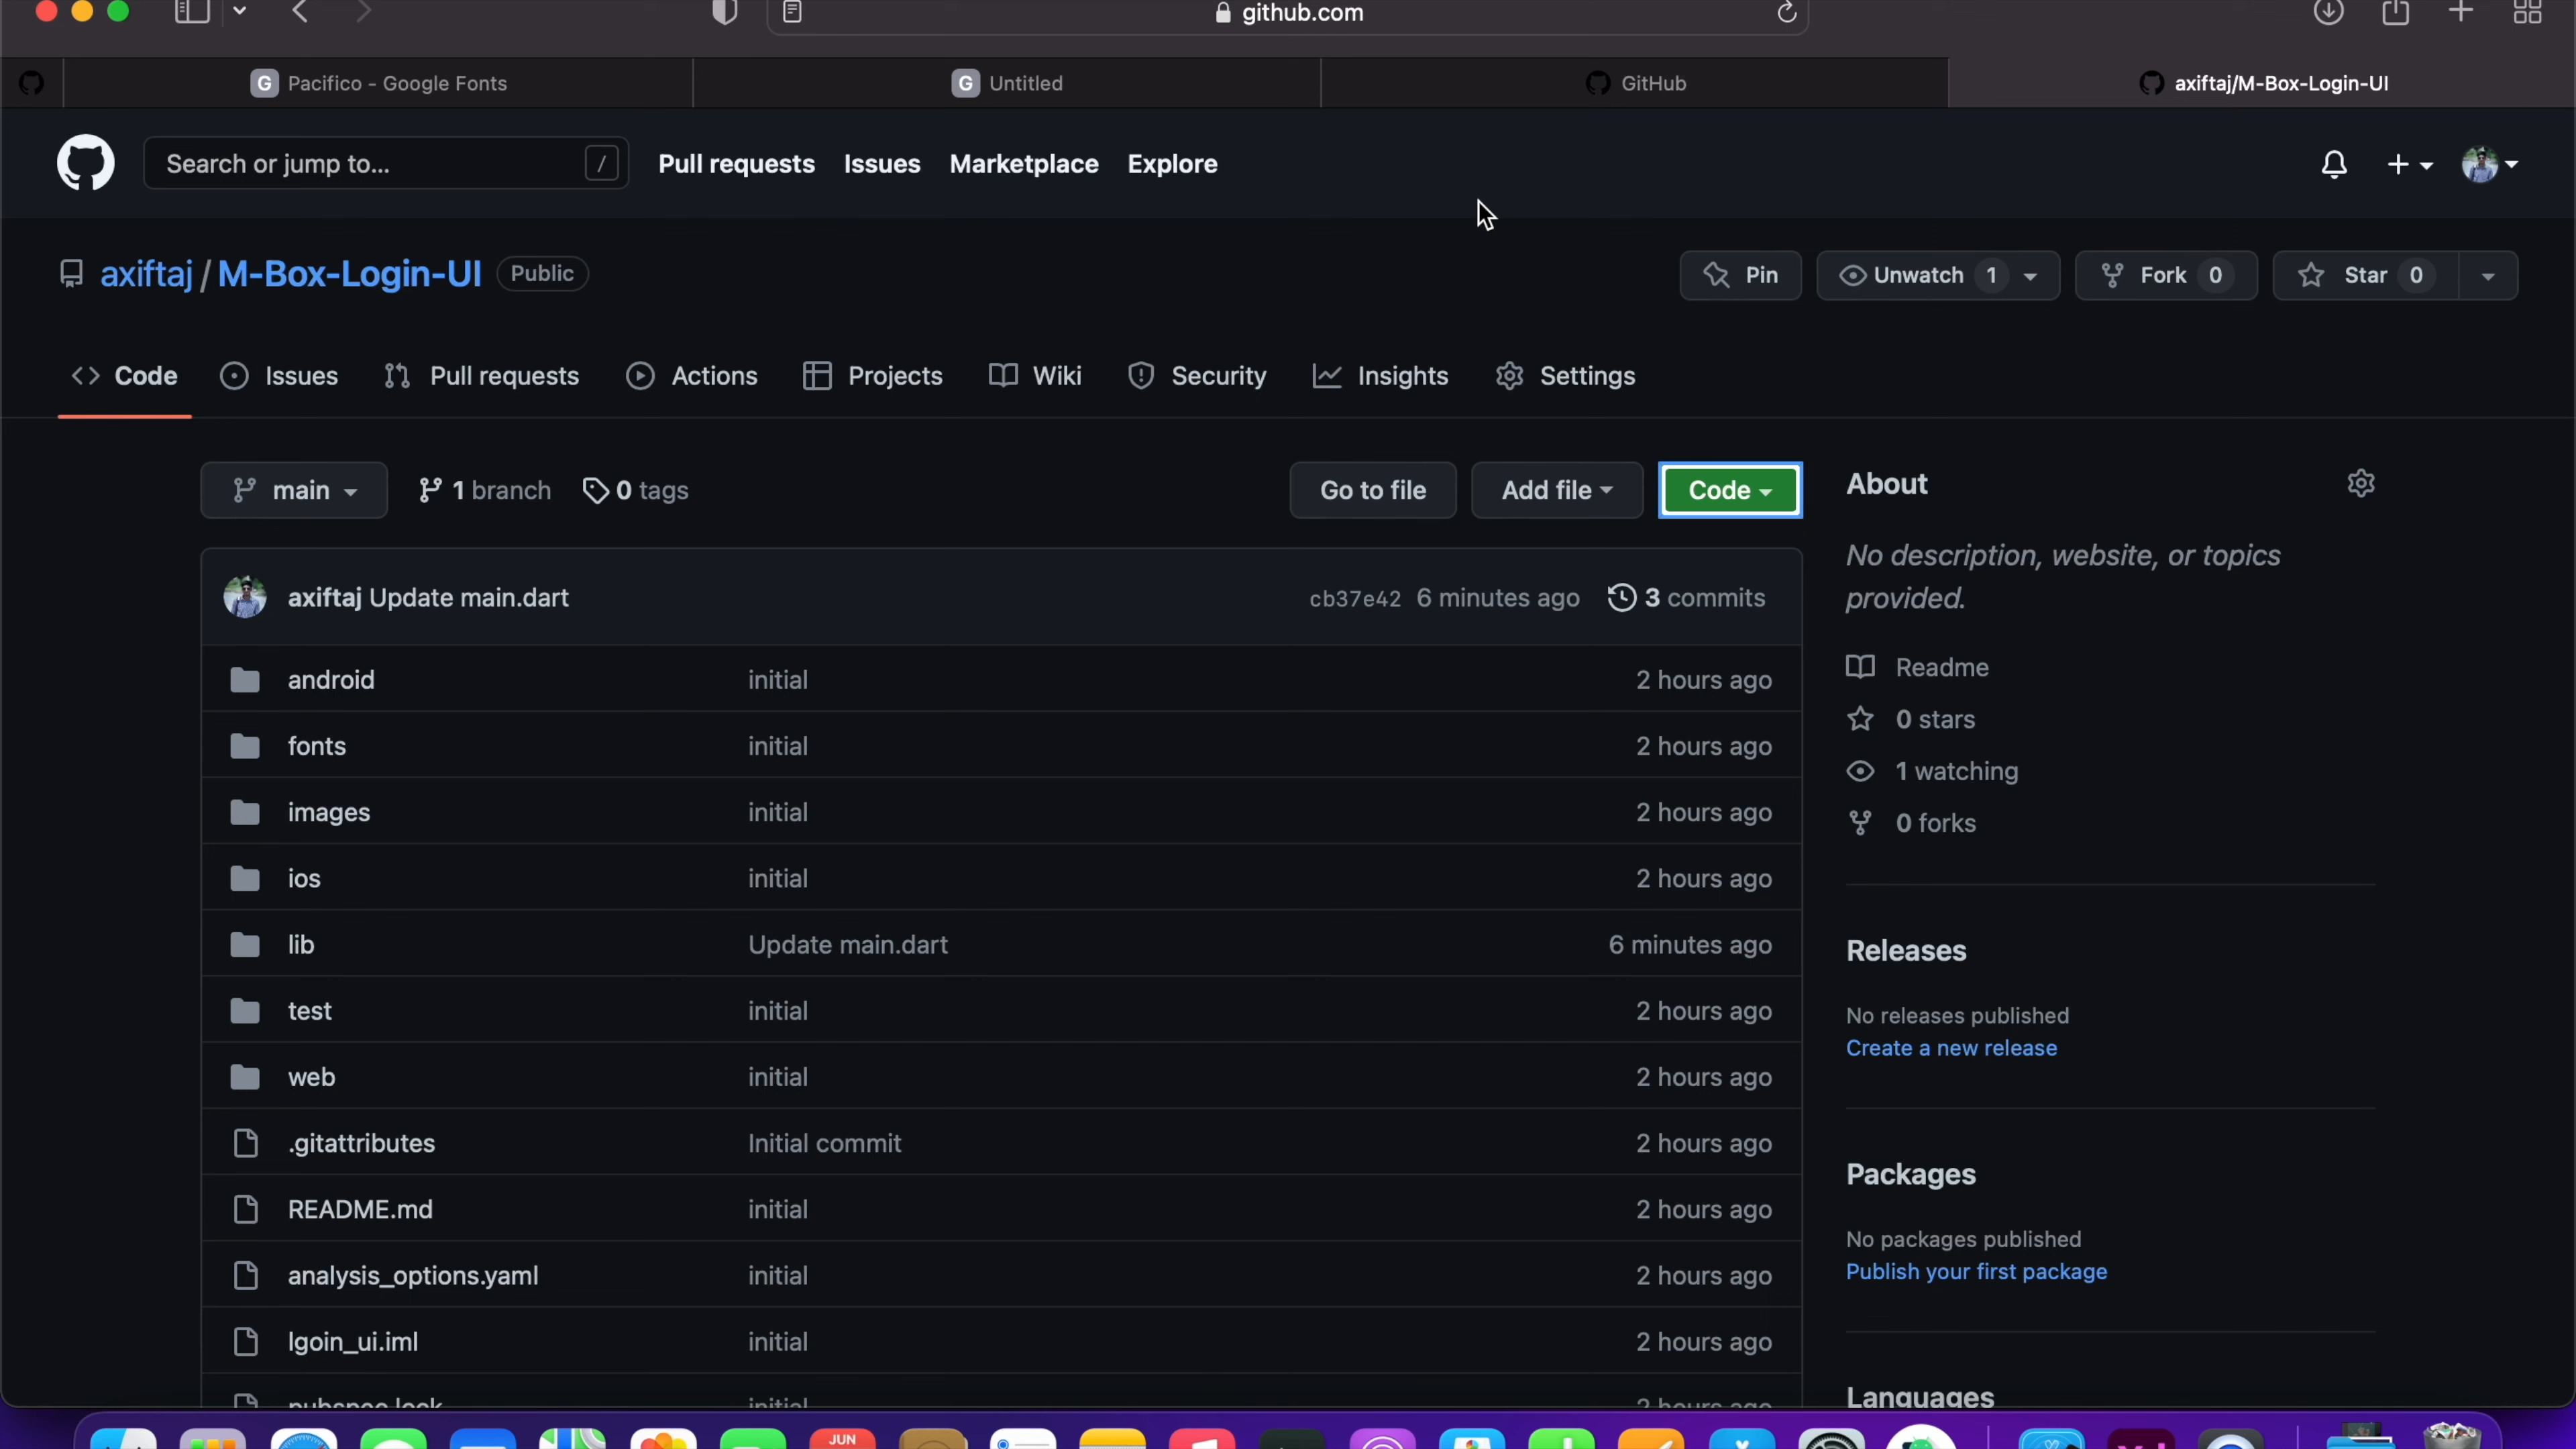 github.com
G Pacifico - Google Fonts
G Untitled
GitHub
axiftaj/M-Box-Login-UI
Search or jump to... /
Pull requests Issues Marketplace Explore
axiftaj / M-Box-Login-UI Public
Pin
Unwatch 1
Fork 0
Star 0
Code Issues Pull requests Actions Projects Wiki Security Insights Settings
main 1 branch 0 tags
Go to file Add file Code
axiftaj Update main.dart cb37e42 6 minutes ago 3 commits
android initial 2 hours ago
fonts initial 2 hours ago
images initial 2 hours ago
ios initial 2 hours ago
lib Update main.dart 6 minutes ago
test initial 2 hours ago
web initial 2 hours ago
.gitattributes Initial commit 2 hours ago
README.md initial 2 hours ago
analysis_options.yaml initial 2 hours ago
lgoin_ui.iml initial 2 hours ago
pubspec.lock initial 2 hours ago
About
No description, website, or topics
provided.
Readme
0 stars
1 watching
0 forks
Releases
No releases published
Create a new release
Packages
No packages published
Publish your first package
Languages
JUN